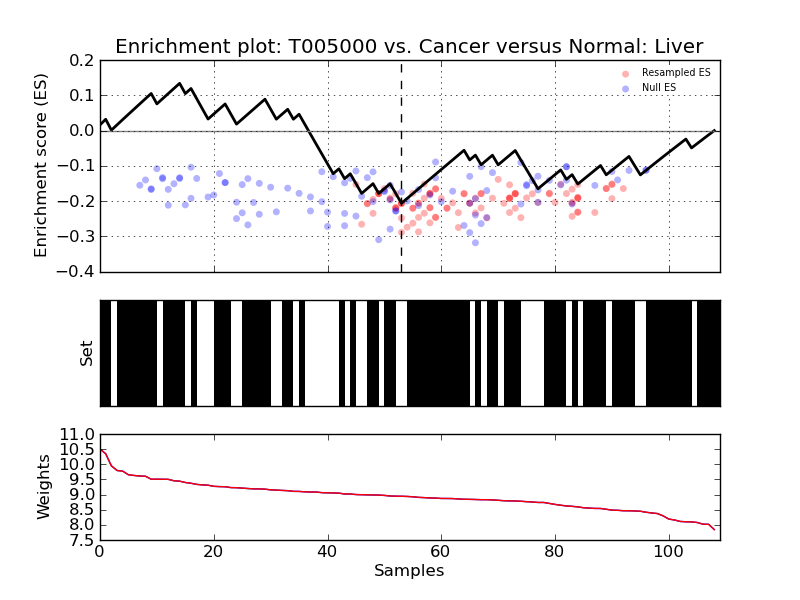 Enrichment plot: T005000 vs. Cancer versus Normal: Liver
Enrichment score (ES)
0.2
0.1
0.0
−0.1
−0.2
−0.3
−0.4
Resampled ES
Null ES
Set
Weights
11.0
10.5
10.0
9.5
9.0
8.5
8.0
7.5
0 20 40 60 80 100
Samples